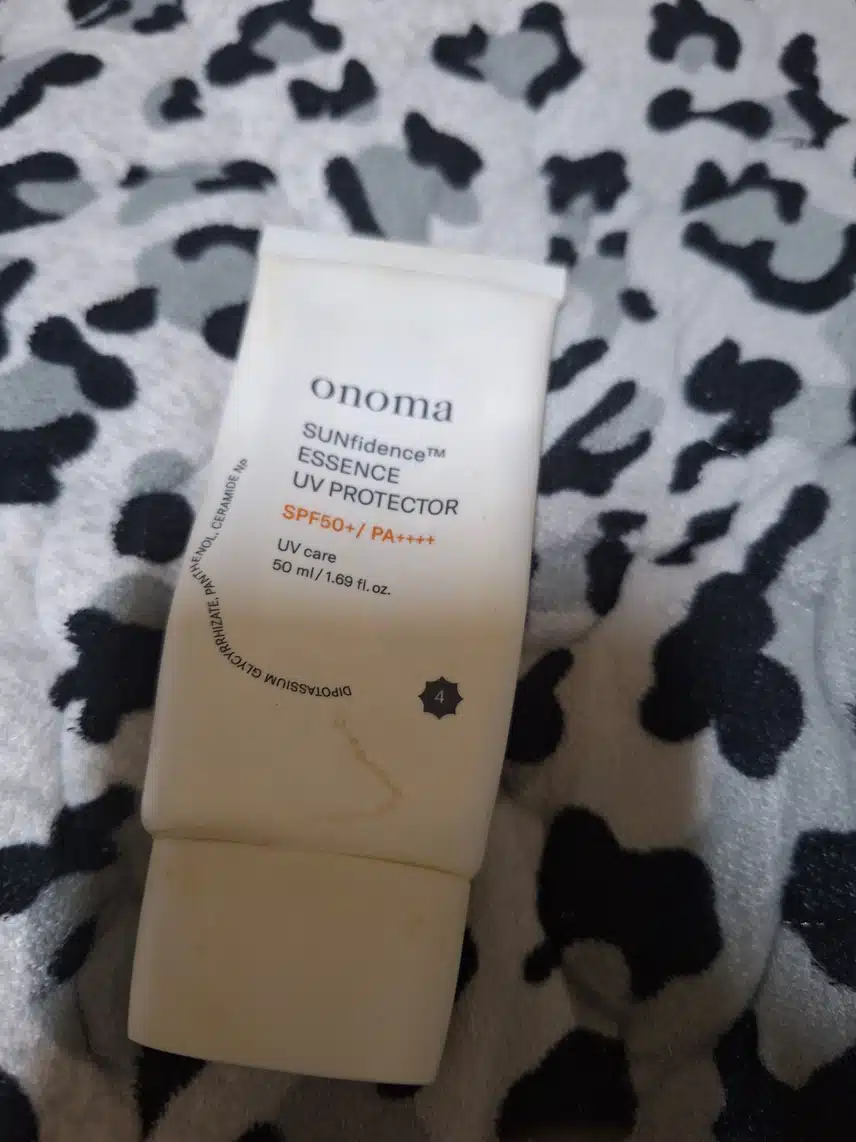 onoma
SUNfidence™
ESSENCE
UV PROTECTOR
SPF50+/ PA++++
UV care
50 ml / 1.69 fl. oz.
DIPOTASSIUM GLYCYRRHIZATE, PANTHENOL, CERAMIDE NP
4